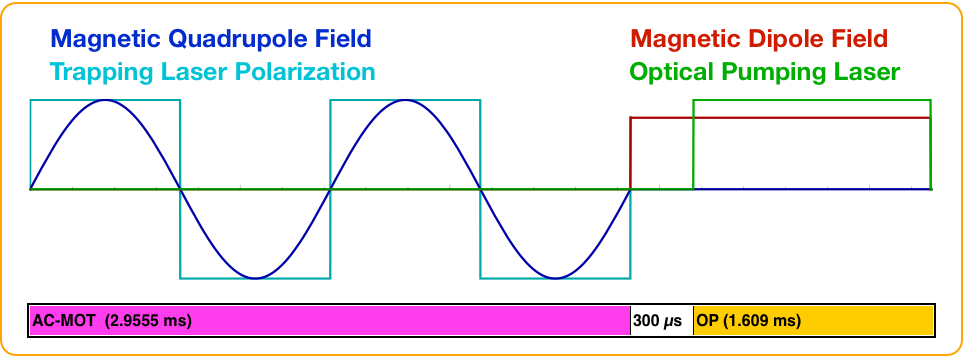 Magnetic Quadrupole Field
Trapping Laser Polarization
Magnetic Dipole Field
Optical Pumping Laser
AC-MOT (2.9555 ms)
300 µs
OP (1.609 ms)